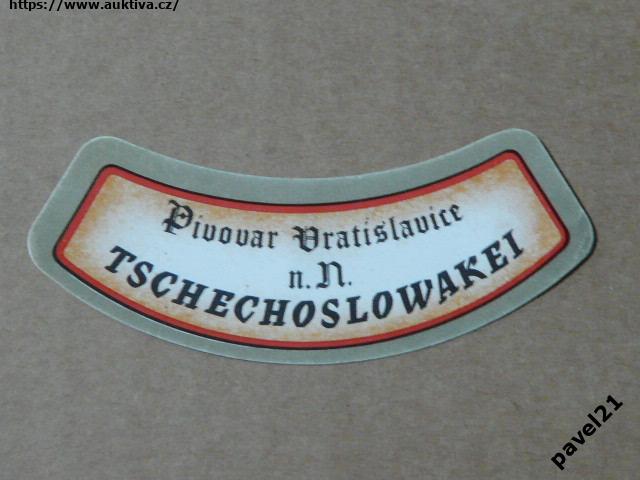 https://www.auktiva.cz/
Pivovar Vratislavice
n. N.
TSCHECHOSLOWAKEI
pavel21